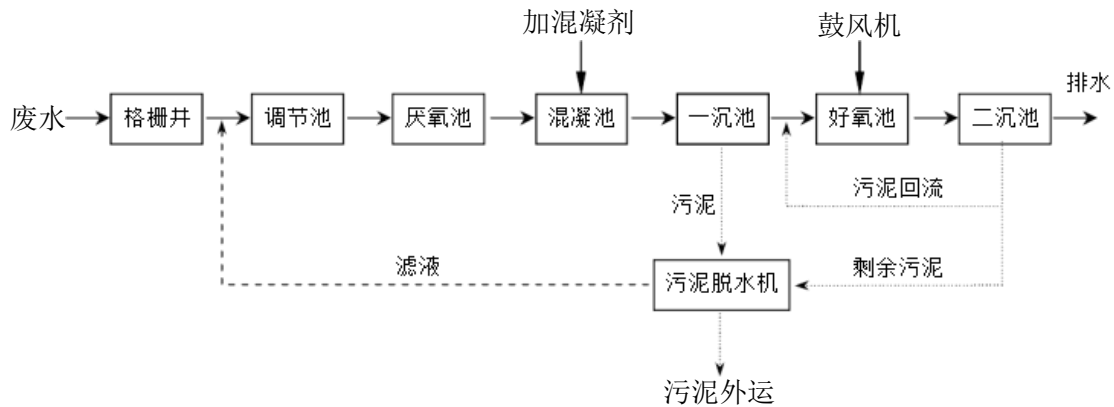 加混凝剂
鼓风机
排水
废水
格栅井
调节池
厌氧池
混凝池
一沉池
好氧池
二沉池
污泥回流
污泥
滤液
剩余污泥
污泥脱水机
污泥外运